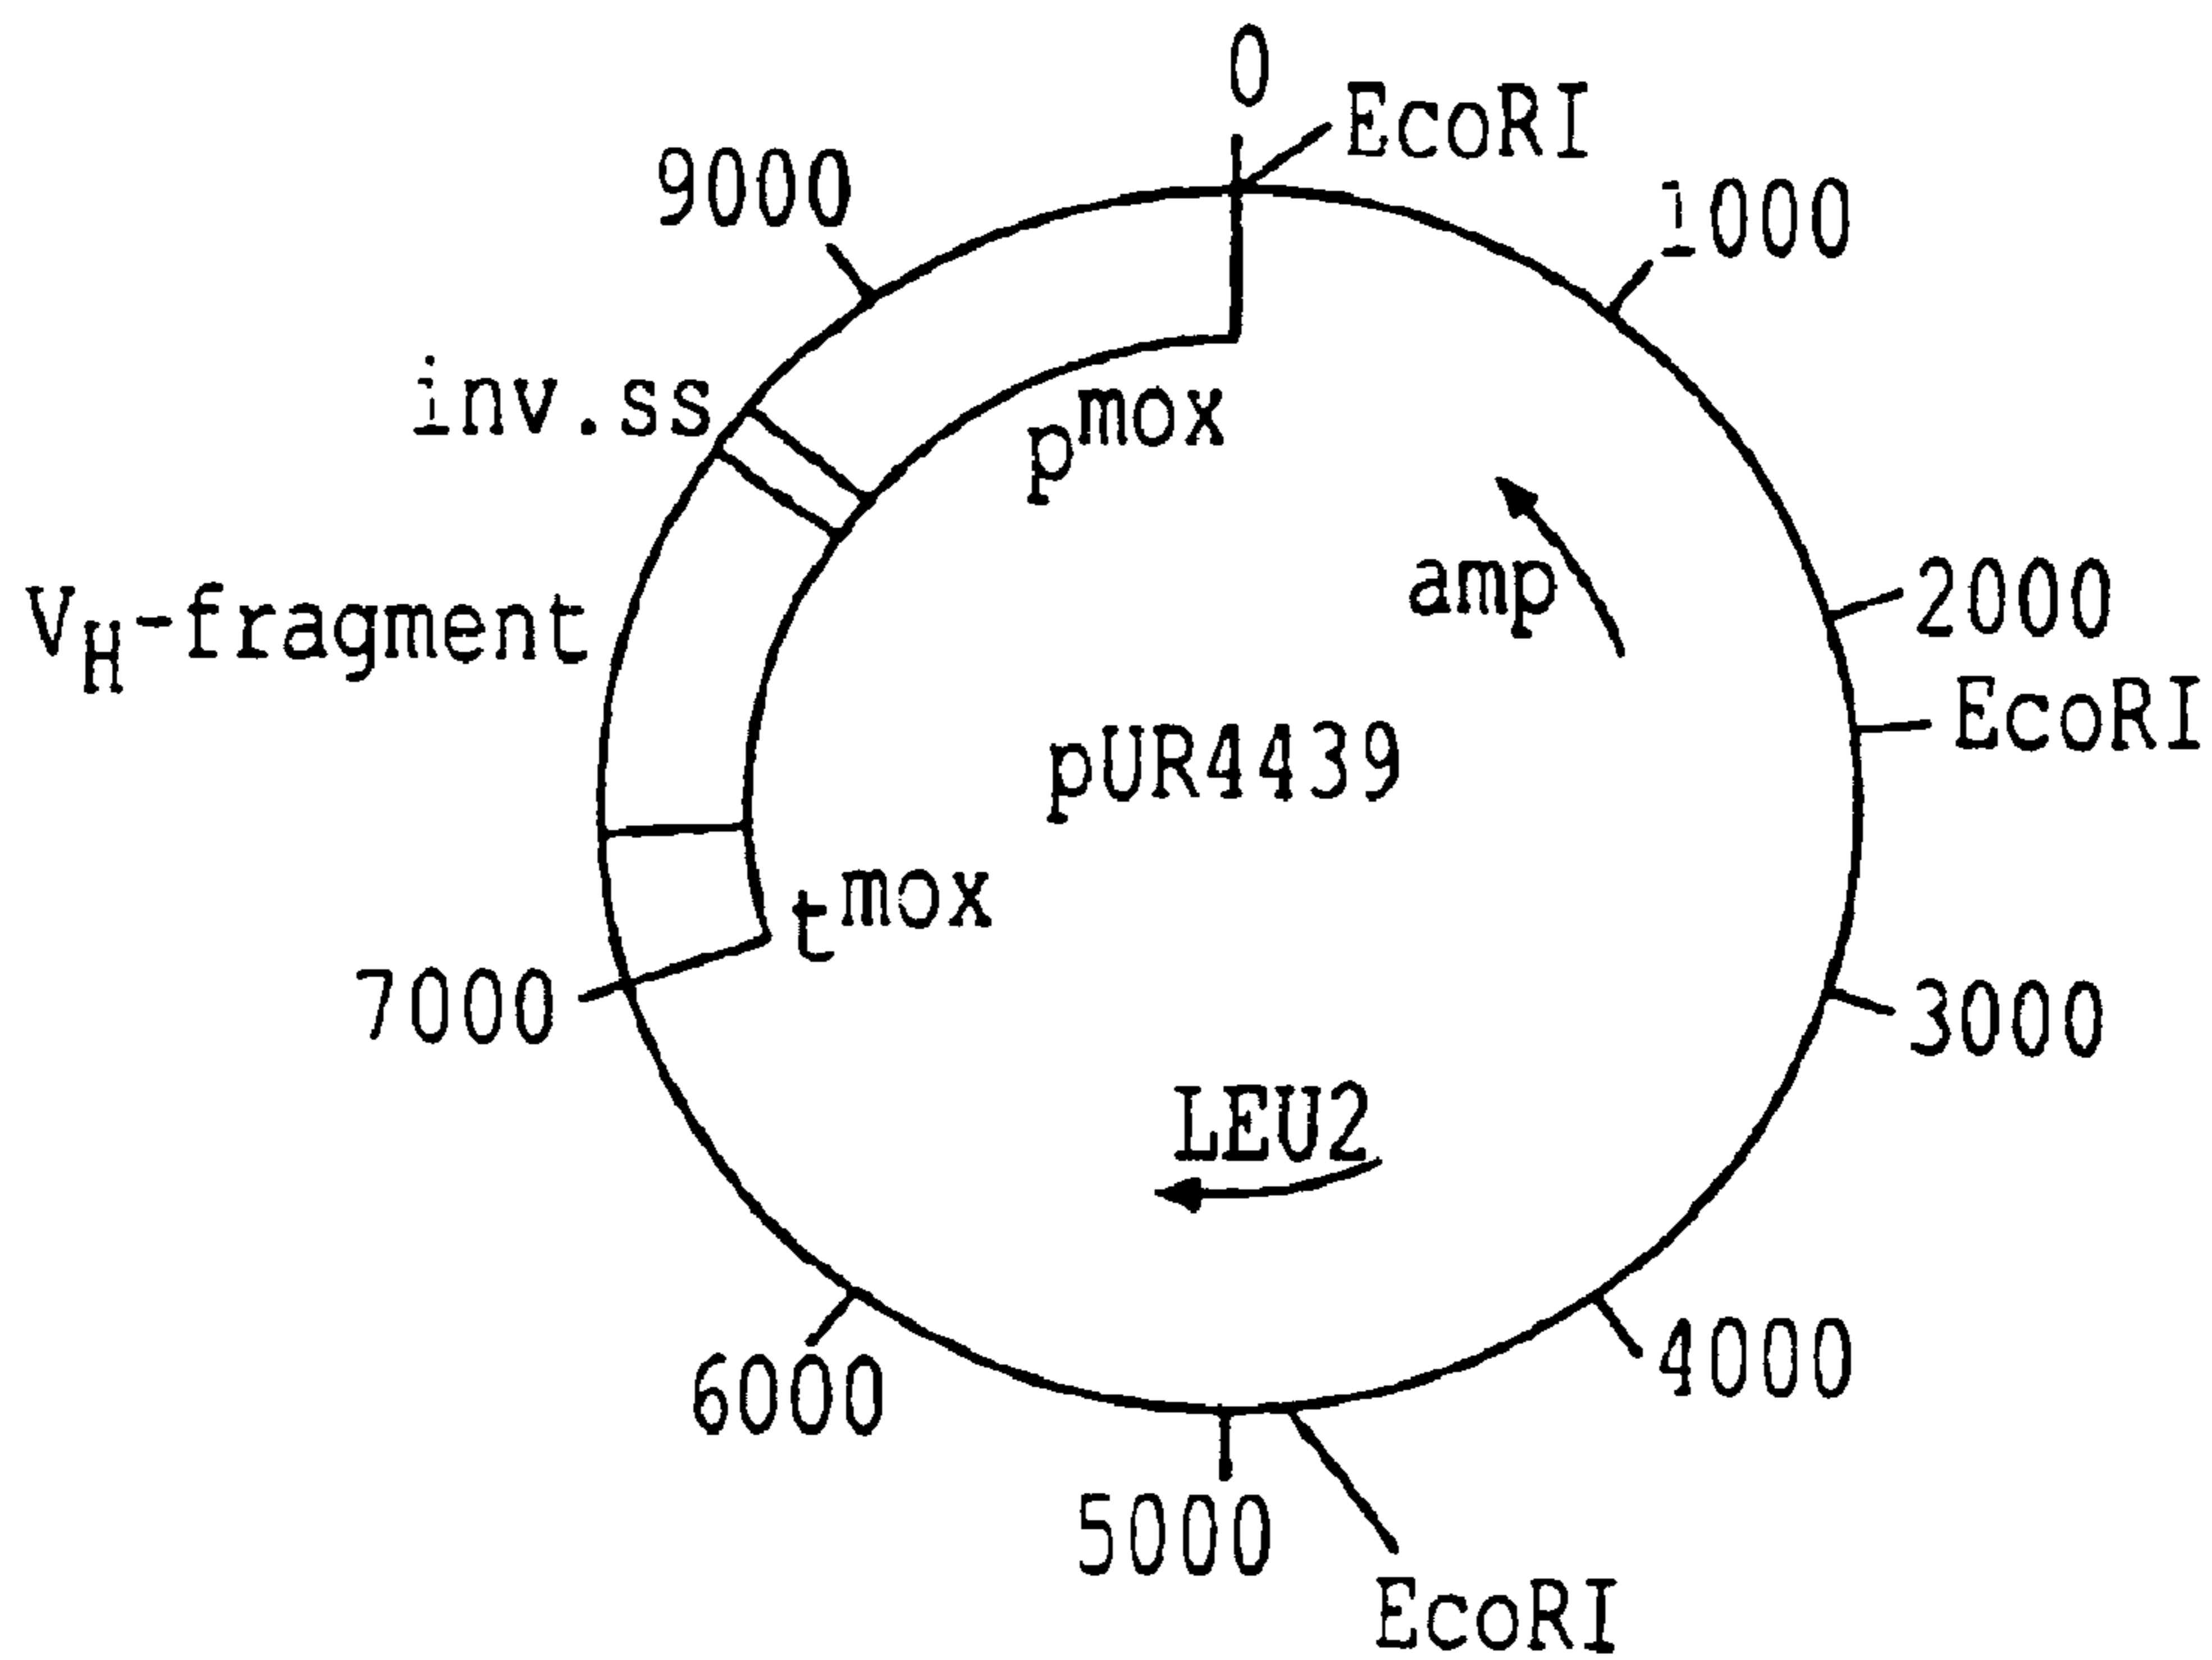 0
EcoRI
9000
1000
inv.ss
pmox
2000
amp
VH-fragment
EcoRI
pUR4439
tmox
7000
3000
LEU2
4000
6000
5000
EcoRI